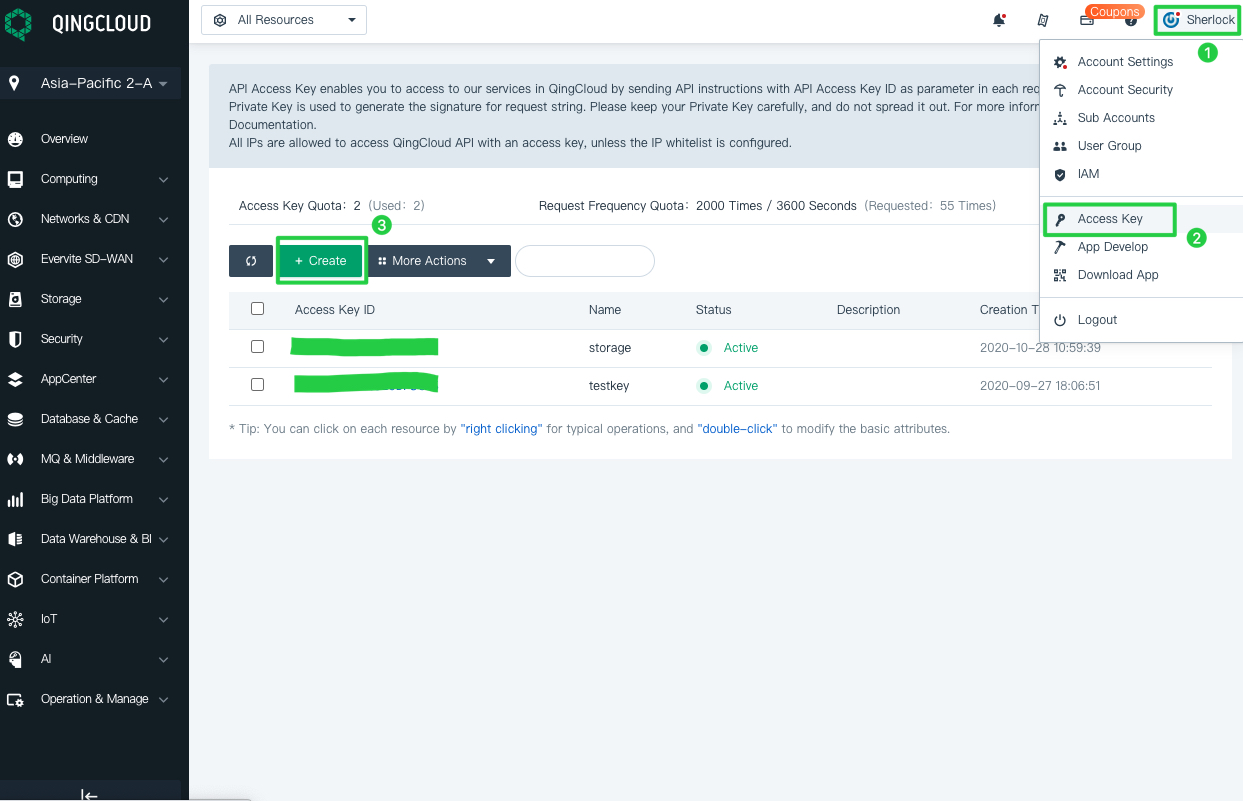 QINGCLOUD
All Resources
Coupons
Sherlock
1
Asia-Pacific 2-A
Overview
Computing
Networks & CDN
Evervite SD-WAN
Storage
Security
AppCenter
Database & Cache
MQ & Middleware
Big Data Platform
Data Warehouse & BI
Container Platform
IoT
AI
Operation & Manage
Account Settings
Account Security
Sub Accounts
User Group
IAM
Access Key
2
App Develop
Download App
Logout
API Access Key enables you to access to our services in QingCloud by sending API instructions with API Access Key ID as parameter in each
Private Key is used to generate the signature for request string. Please keep your Private Key carefully, and do not spread it out. For more
Documentation.
All IPs are allowed to access QingCloud API with an access key, unless the IP whitelist is configured.
Access Key Quota: 2 (Used: 2) Request Frequency Quota: 2000 Times / 3600 Seconds (Requested: 55 Times)
3
+ Create More Actions
Access Key ID Name Status Description Creation
storage Active 2020-10-28 10:59:39
testkey Active 2020-09-27 18:06:51
* Tip: You can click on each resource by "right clicking" for typical operations, and "double-click" to modify the basic attributes.